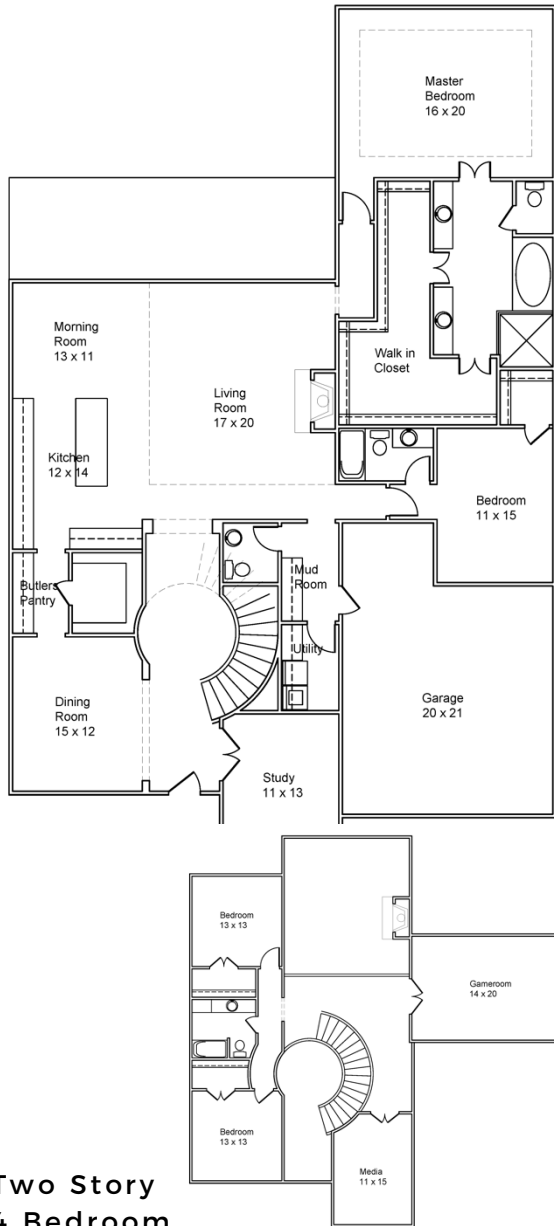 Master
Bedroom
16 x 20
Morning
Room
13 x 11
Walk in
Closet
Living
Room
17 x 20
Kitchen
12 x 14
Bedroom
11 x 15
Mud
Room
Butlers
Pantry
Utility
Dining
Room
15 x 12
Garage
20 x 21
Study
11 x 13
Bedroom
13 x 13
Gameroom
14 x 20
Bedroom
13 x 13
Media
11 x 15
Two Story
4 Bedroom